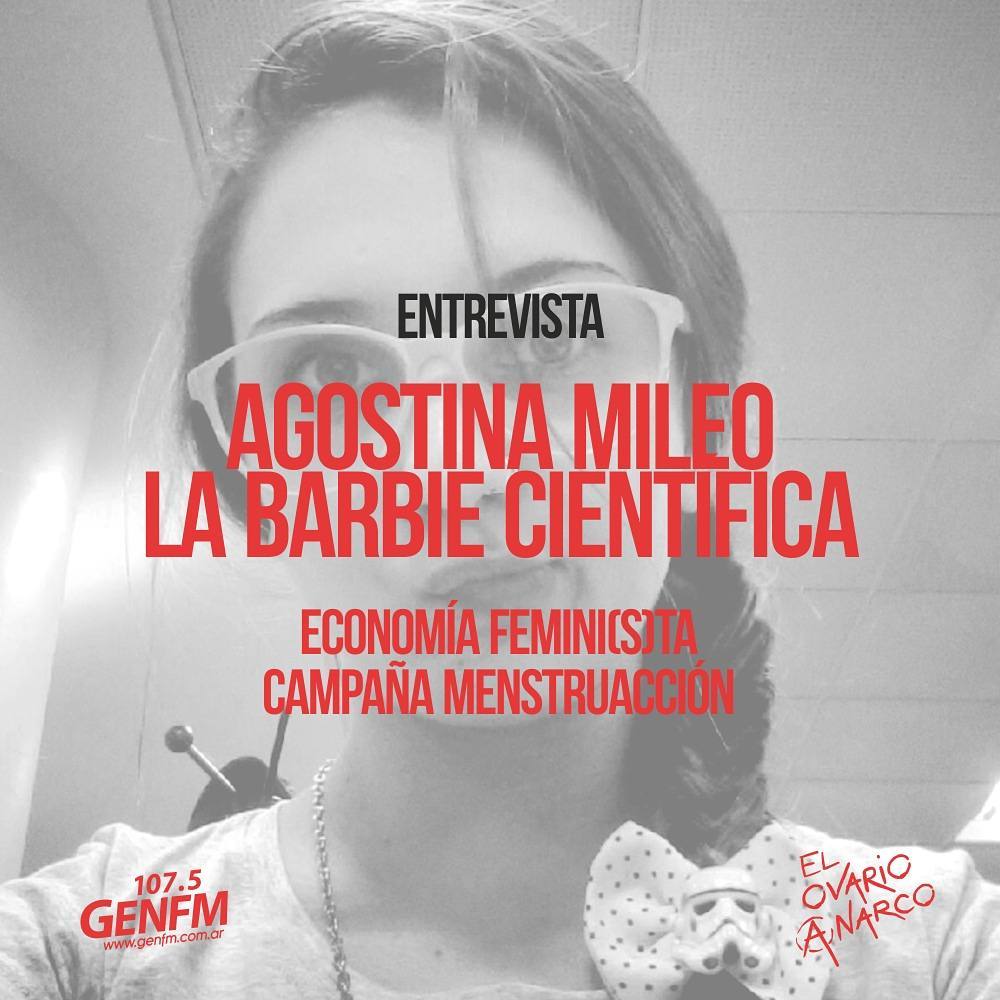 ENTREVISTA
AGOSTINA MILEO
LA BARBIE CIENTIFICA
ECONOMÍA FEMINI(S)TA
CAMPAÑA MENSTRUACCIÓN
107.5
GENFM
www.genfm.com.ar
EL
OVARIO
ANARCO